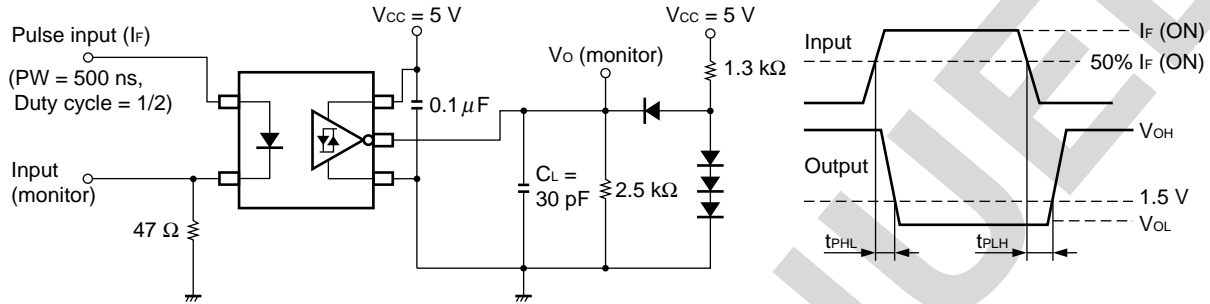 VCC = 5 V
VCC = 5 V
Pulse input (IF)
(PW = 500 ns,
Duty cycle = 1/2)
VO (monitor)
1.3 kΩ
0.1 μF
Input
(monitor)
47 Ω
CL =
30 pF
2.5 kΩ
Input
IF (ON)
50% IF (ON)
VOH
Output
1.5 V
VOL
tPHL
tPLH